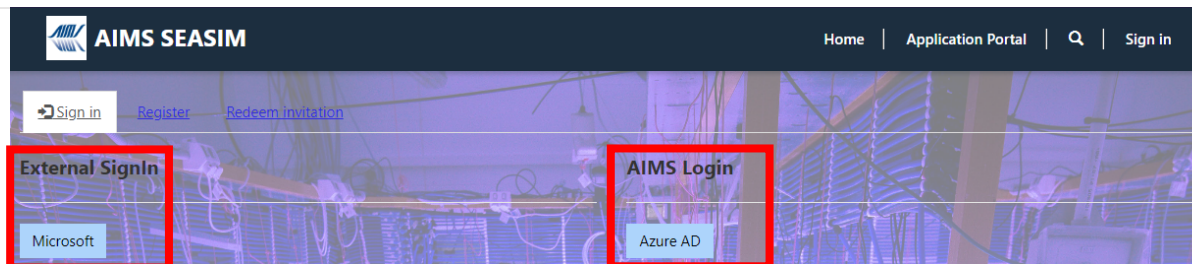 AIMS
AIMS SEASIM
Home
Application Portal
Sign in
Sign in
Register
Redeem invitation
External SignIn
AIMS Login
Microsoft
Azure AD